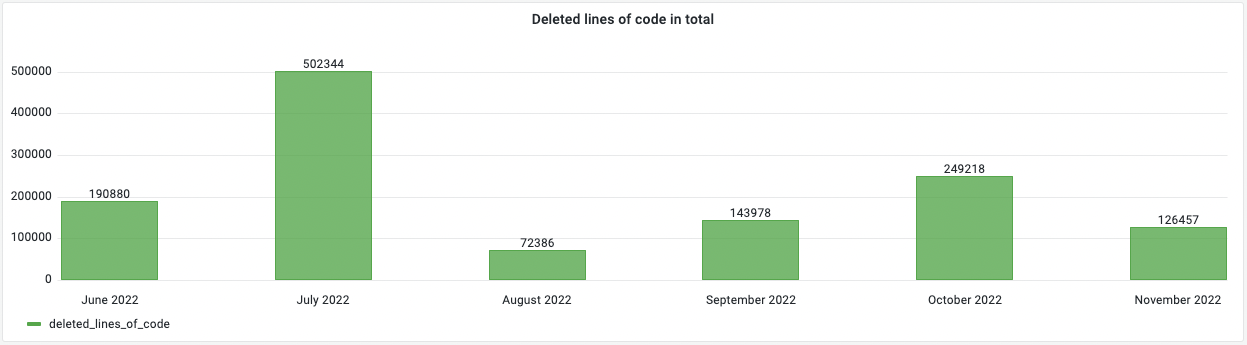 Deleted lines of code in total
500000
400000
300000
200000
100000
0
190880
502344
72386
143978
249218
126457
June 2022
July 2022
August 2022
September 2022
October 2022
November 2022
deleted_lines_of_code